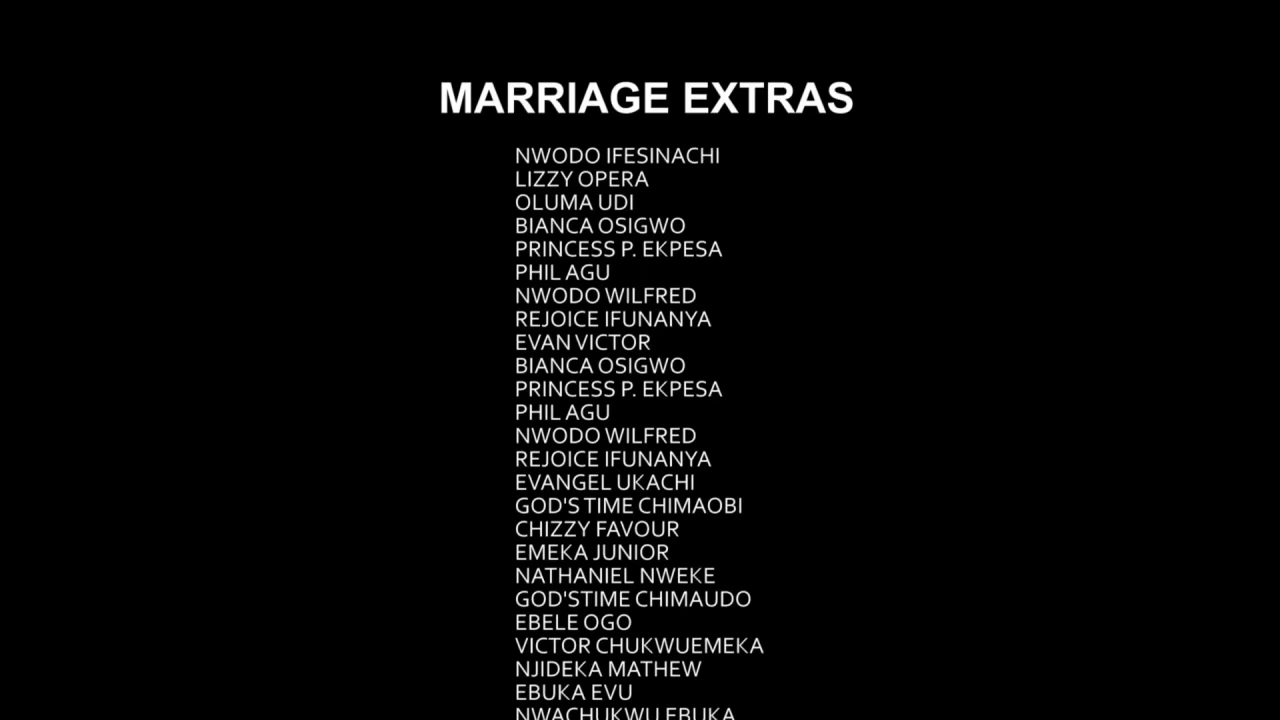 MARRIAGE EXTRAS
NWODO IFESINACHI
LIZZY OPERA
OLUMA UDI
BIANCA OSIGWO
PRINCESS P. EKPESA
PHIL AGU
NWODO WILFRED
REJOICE IFUNANYA
EVAN VICTOR
BIANCA OSIGWO
PRINCESS P. EKPESA
PHIL AGU
NWODO WILFRED
REJOICE IFUNANYA
EVANGEL UKACHI
GOD'S TIME CHIMAOBI
CHIZZY FAVOUR
EMEKA JUNIOR
NATHANIEL NWEKE
GOD'STIME CHIMAUDO
EBELE OGO
VICTOR CHUKWUEMEKA
NJIDEKA MATHEW
EBUKA EVU
NWACHUKWU EBUKA